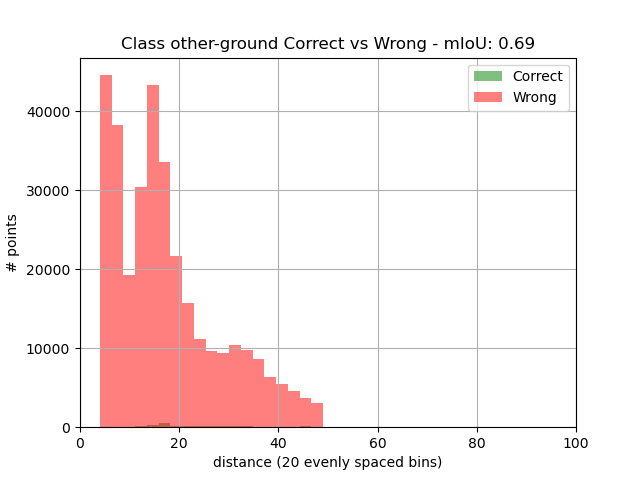 Class other-ground Correct vs Wrong - mIoU: 0.69
Correct
Wrong
# points
40000
30000
20000
10000
0
0 20 40 60 80 100
distance (20 evenly spaced bins)